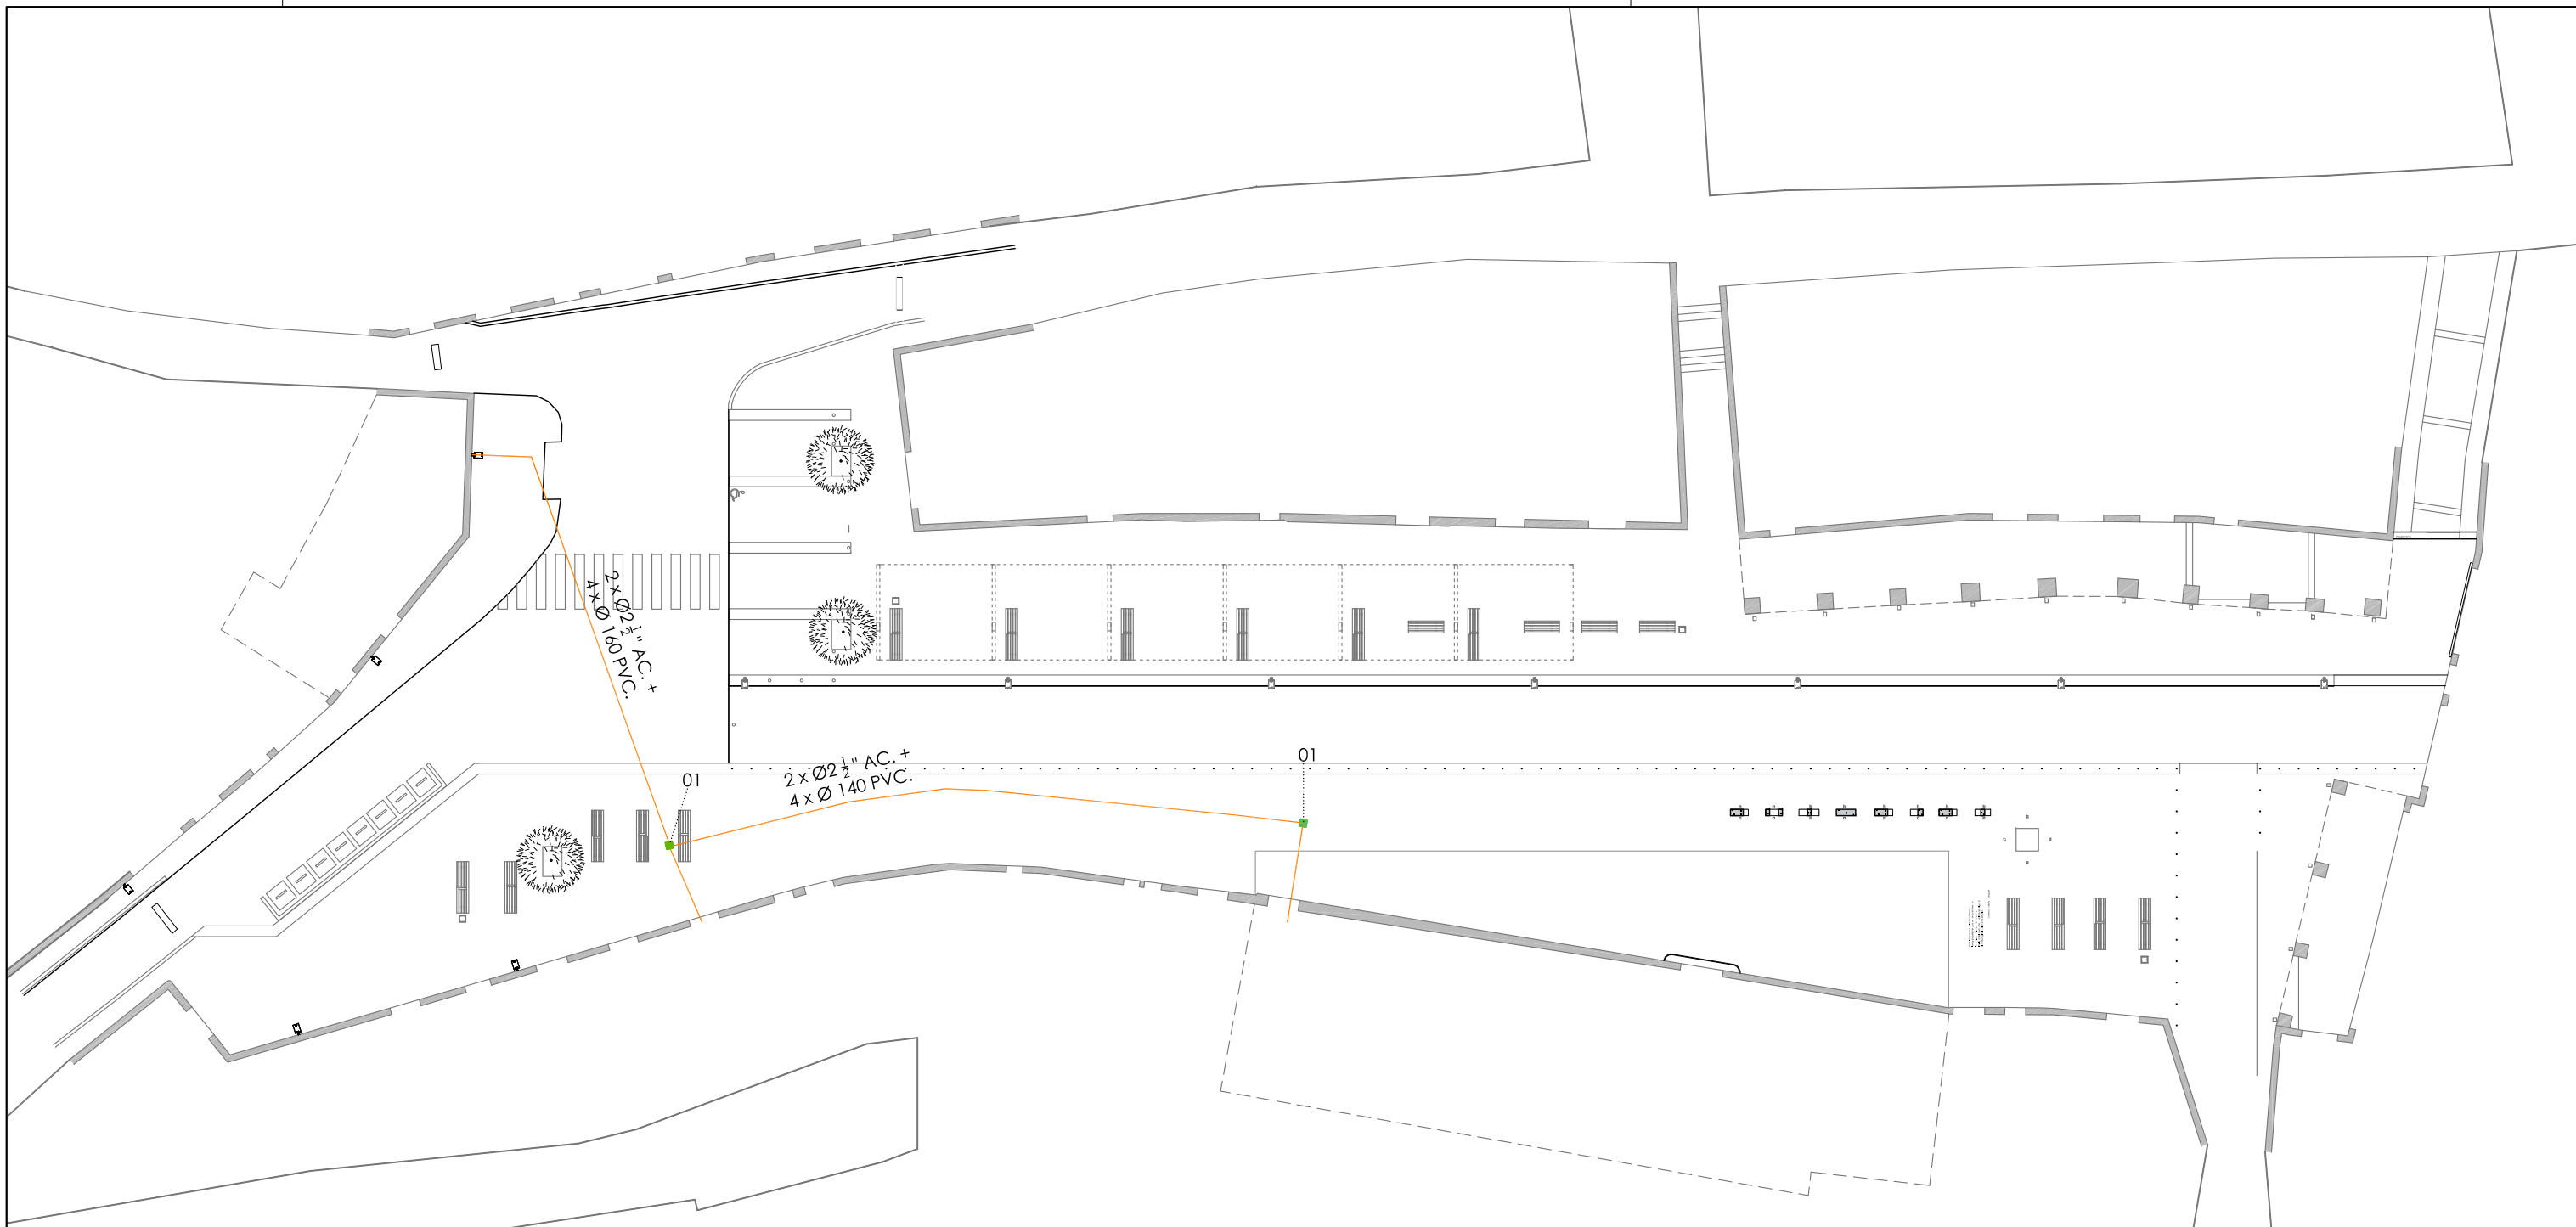 2 x Ø2 1/2" AC. +
4 x Ø 160 PVC.
01
2 x Ø2 1/2" AC. +
4 x Ø 140 PVC.
01